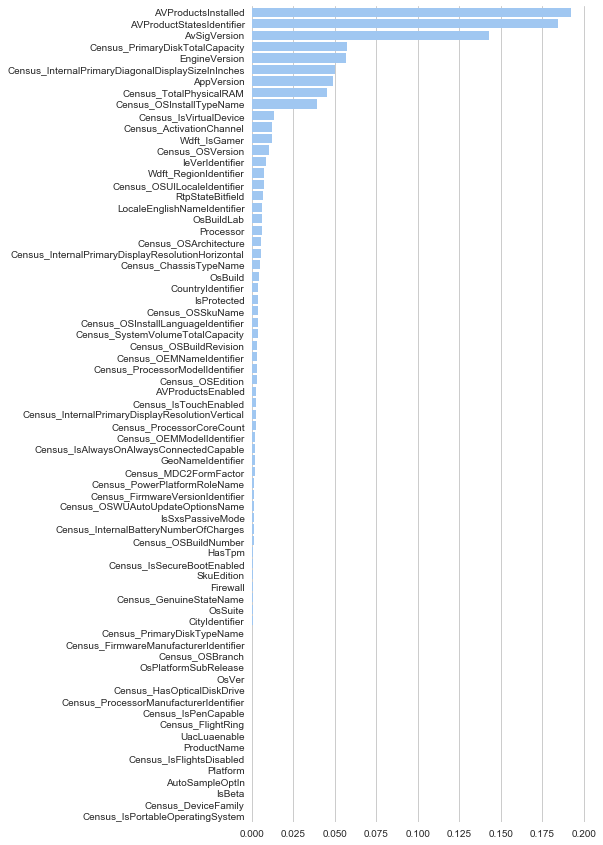 AVProductsInstalled
AVProductStatesIdentifier
AvSigVersion
Census_PrimaryDiskTotalCapacity
EngineVersion
Census_InternalPrimaryDiagonalDisplaySizeInInches
AppVersion
Census_TotalPhysicalRAM
Census_OSInstallTypeName
Census_IsVirtualDevice
Census_ActivationChannel
Wdft_IsGamer
Census_OSVersion
IeVerIdentifier
Wdft_RegionIdentifier
Census_OSUILocaleIdentifier
RtpStateBitfield
LocaleEnglishNameIdentifier
OsBuildLab
Processor
Census_OSArchitecture
Census_InternalPrimaryDisplayResolutionHorizontal
Census_ChassisTypeName
OsBuild
CountryIdentifier
IsProtected
Census_OSSkuName
Census_OSInstallLanguageIdentifier
Census_SystemVolumeTotalCapacity
Census_OSBuildRevision
Census_OEMNameIdentifier
Census_ProcessorModelIdentifier
Census_OSEdition
AVProductsEnabled
Census_IsTouchEnabled
Census_InternalPrimaryDisplayResolutionVertical
Census_ProcessorCoreCount
Census_OEMModelIdentifier
Census_IsAlwaysOnAlwaysConnectedCapable
GeoNameIdentifier
Census_MDC2FormFactor
Census_PowerPlatformRoleName
Census_FirmwareVersionIdentifier
Census_OSWUAutoUpdateOptionsName
IsSxsPassiveMode
Census_InternalBatteryNumberOfCharges
Census_OSBuildNumber
HasTpm
Census_IsSecureBootEnabled
SkuEdition
Firewall
Census_GenuineStateName
OsSuite
CityIdentifier
Census_PrimaryDiskTypeName
Census_FirmwareManufacturerIdentifier
Census_OSBranch
OsPlatformSubRelease
OsVer
Census_HasOpticalDiskDrive
Census_ProcessorManufacturerIdentifier
Census_IsPenCapable
Census_FlightRing
UacLuaenable
ProductName
Census_IsFlightsDisabled
Platform
AutoSampleOptIn
IsBeta
Census_DeviceFamily
Census_IsPortableOperatingSystem
0.000 0.025 0.050 0.075 0.100 0.125 0.150 0.175 0.200